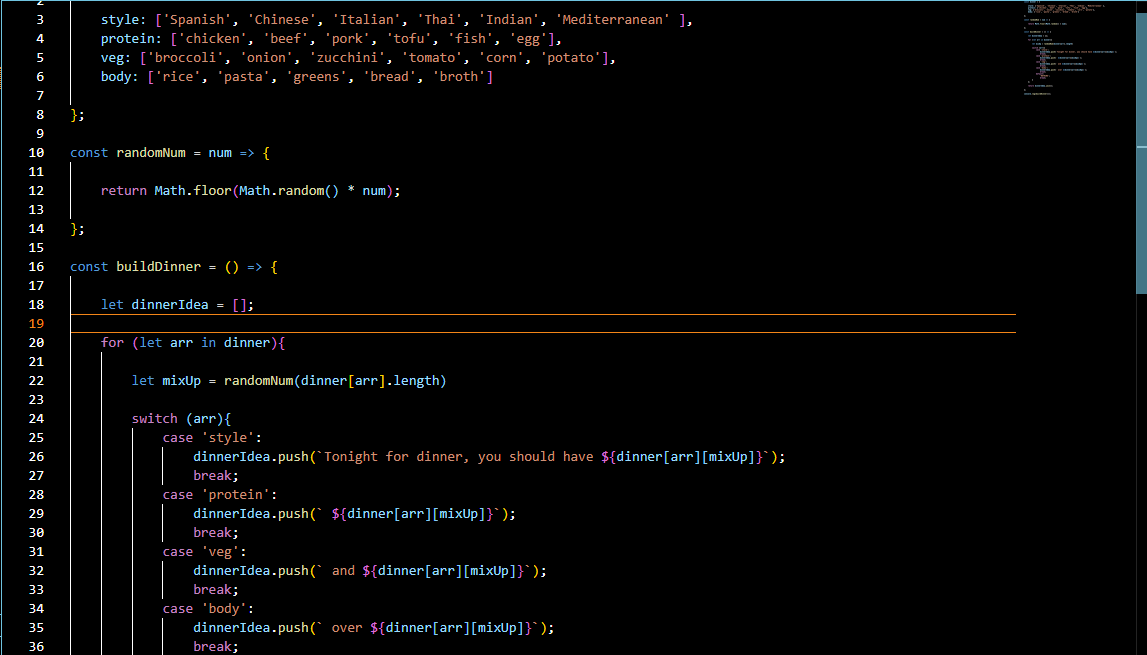 2
3 style: ['Spanish', 'Chinese', 'Italian', 'Thai', 'Indian', 'Mediterranean' ],
4 protein: ['chicken', 'beef', 'pork', 'tofu', 'fish', 'egg'],
5 veg: ['broccoli', 'onion', 'zucchini', 'tomato', 'corn', 'potato'],
6 body: ['rice', 'pasta', 'greens', 'bread', 'broth']
7
8 };
9
10 const randomNum = num => {
11
12 return Math.floor(Math.random() * num);
13
14 };
15
16 const buildDinner = () => {
17
18 let dinnerIdea = [];
19
20 for (let arr in dinner){
21
22 let mixUp = randomNum(dinner[arr].length)
23
24 switch (arr){
25 case 'style':
26 dinnerIdea.push(`Tonight for dinner, you should have ${dinner[arr][mixUp]}`);
27 break;
28 case 'protein':
29 dinnerIdea.push(` ${dinner[arr][mixUp]}`);
30 break;
31 case 'veg':
32 dinnerIdea.push(` and ${dinner[arr][mixUp]}`);
33 break;
34 case 'body':
35 dinnerIdea.push(` over ${dinner[arr][mixUp]}`);
36 break;